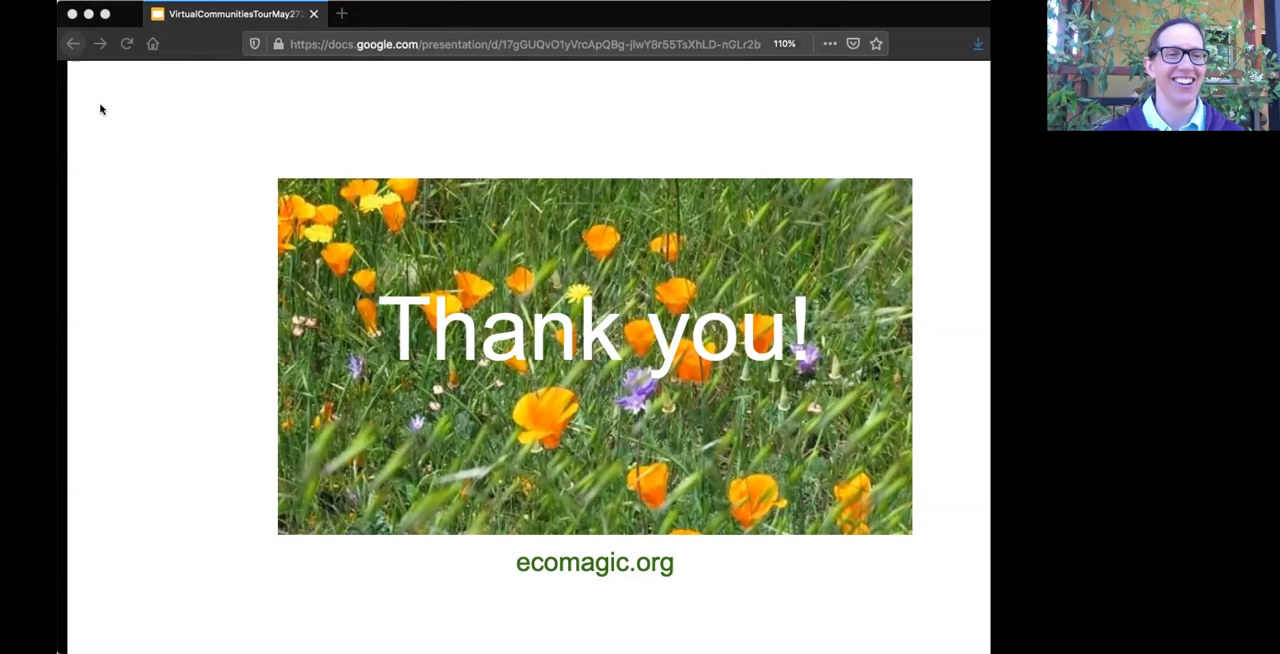 VirtualCommunitiesTourMay27
https://docs.google.com/presentation/d/17gGUQvO1yVrcApQBg-jlwY8r55TsXhLD-nGLr2b
110%
Thank you!
ecomagic.org